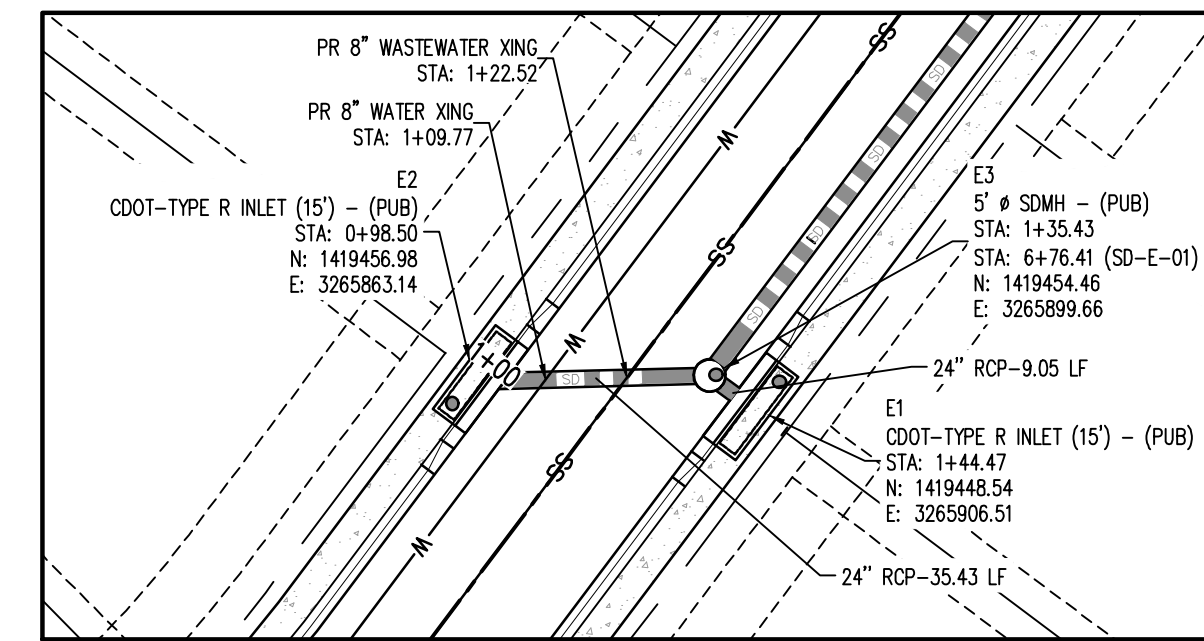 PR 8" WASTEWATER XING
STA: 1+22.52
PR 8" WATER XING
STA: 1+09.77
E2
CDOT-TYPE R INLET (15') - (PUB)
STA: 0+98.50
N: 1419456.98
E: 3265863.14
1+00
E3
5' ø SDMH - (PUB)
STA: 1+35.43
STA: 6+76.41 (SD-E-01)
N: 1419454.46
E: 3265899.66
24" RCP-9.05 LF
E1
CDOT-TYPE R INLET (15') - (PUB)
STA: 1+44.47
N: 1419448.54
E: 3265906.51
24" RCP-35.43 LF
SS
SS
SS
W
W
W
SD
SD
SD
SD
SD
x